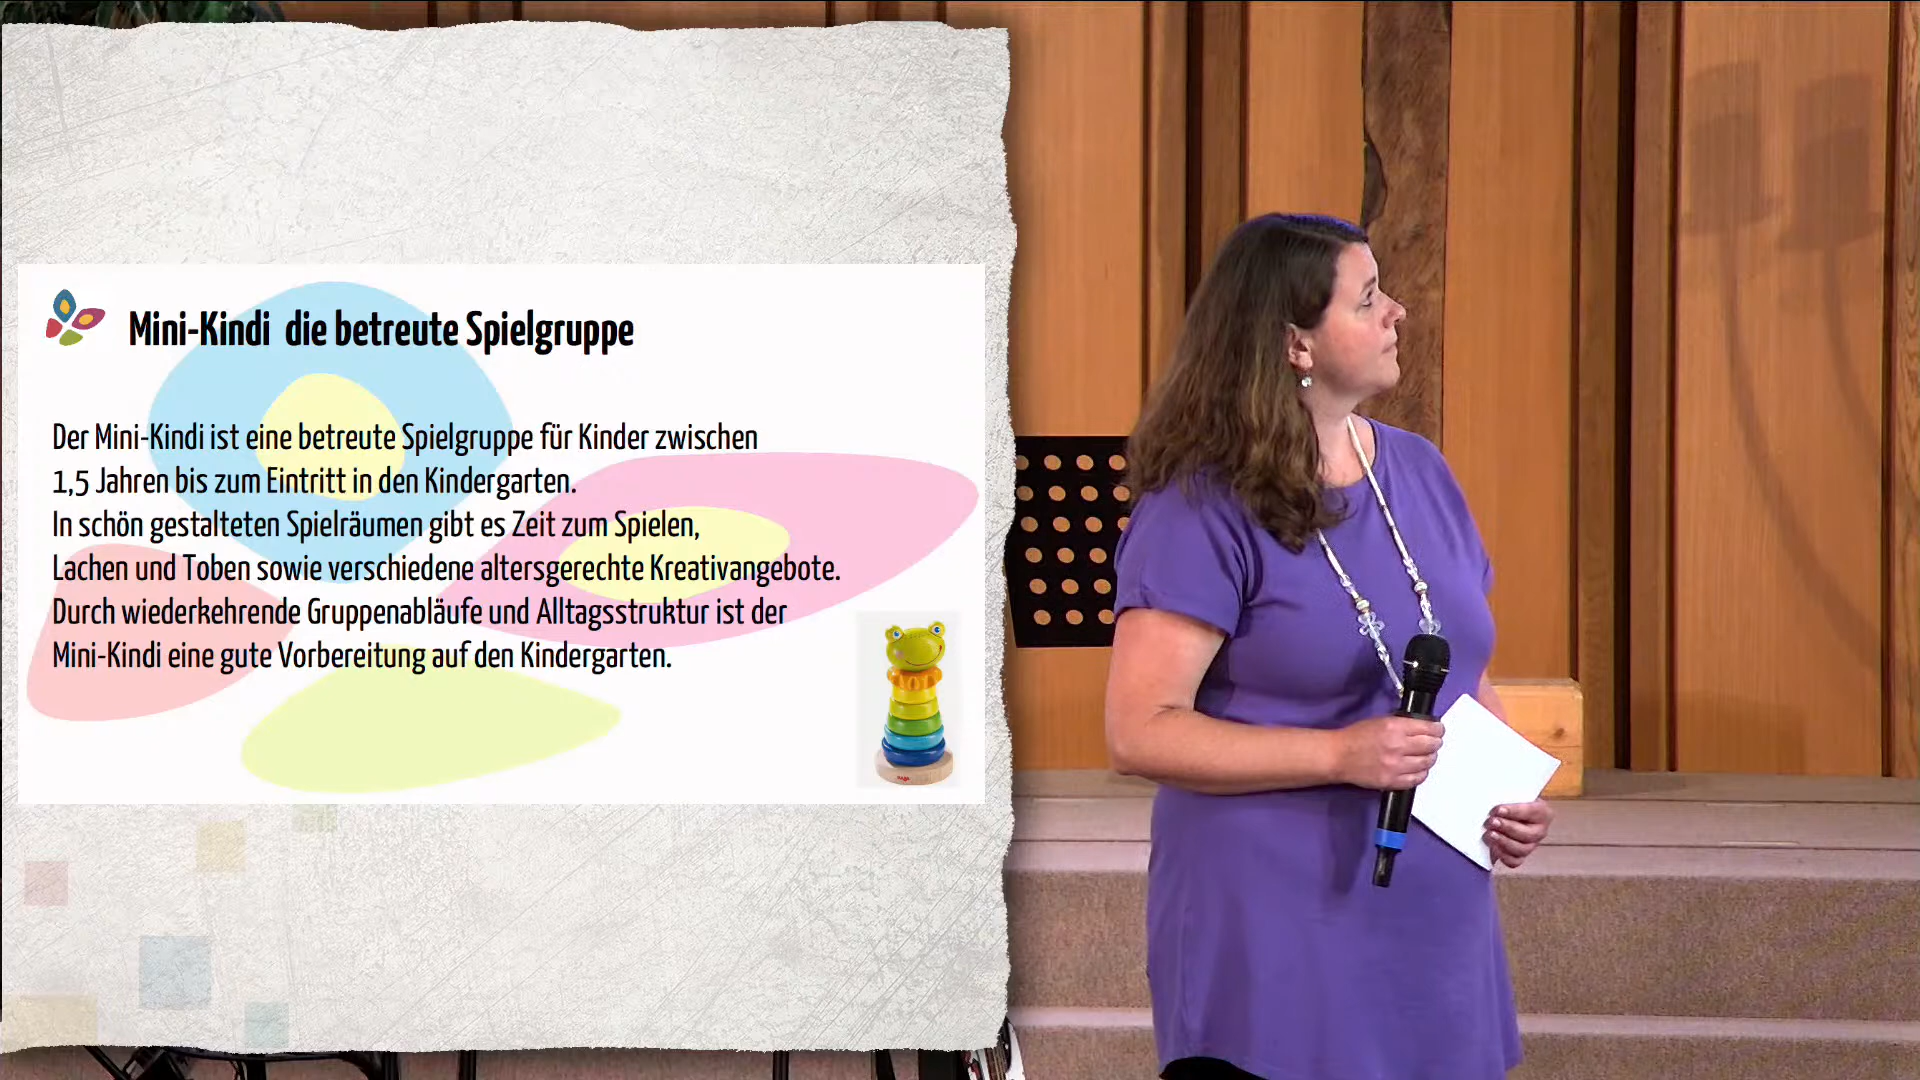 Mini-Kindi die betreute Spielgruppe
Der Mini-Kindi ist eine betreute Spielgruppe für Kinder zwischen
1,5 Jahren bis zum Eintritt in den Kindergarten.
In schön gestalteten Spielräumen gibt es Zeit zum Spielen,
Lachen und Toben sowie verschiedene altersgerechte Kreativangebote.
Durch wiederkehrende Gruppenabläufe und Alltagsstruktur ist der
Mini-Kindi eine gute Vorbereitung auf den Kindergarten.